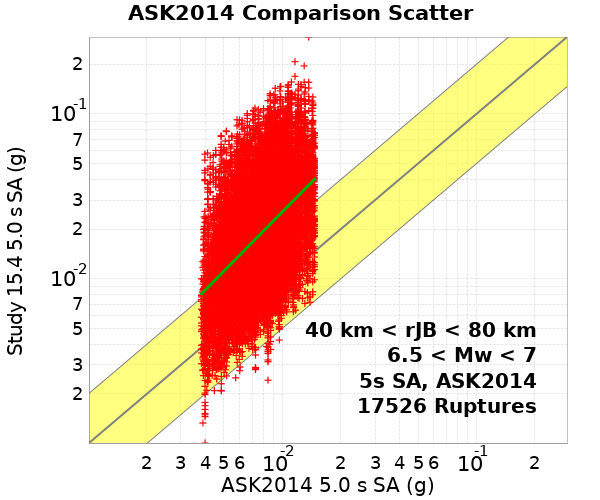 ASK2014 Comparison Scatter
Study 15.4 5.0 s SA (g)
2
10-1
7
5
3
2
10-2
7
5
3
2
40 km < rJB < 80 km
6.5 < Mw < 7
5s SA, ASK2014
17526 Ruptures
2 3 4 5 6 10-2 2 3 4 5 6 10-1 2
ASK2014 5.0 s SA (g)